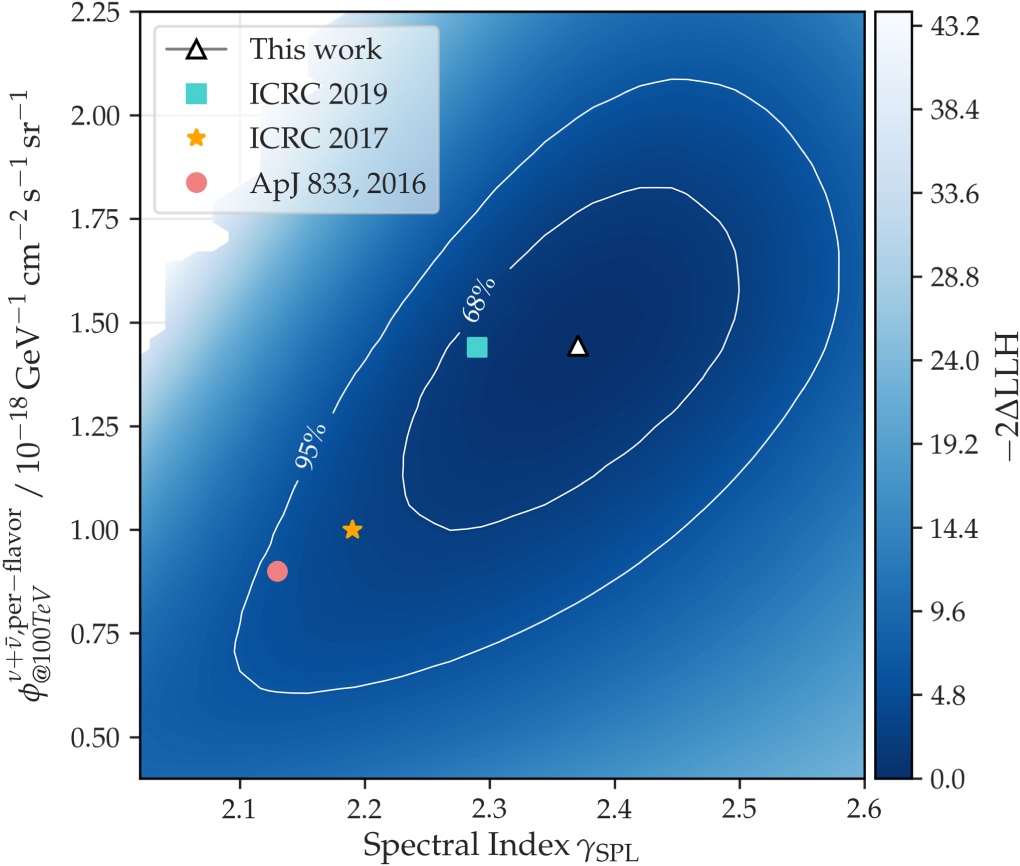 This work
ICRC 2019
ICRC 2017
ApJ 833, 2016
68%
95%
2.25
2.00
1.75
1.50
1.25
1.00
0.75
0.50
ϕ^{ν+ν̄,per−flavor}_{@100TeV} / 10⁻¹⁸ GeV⁻¹ cm⁻² s⁻¹ sr⁻¹
2.1 2.2 2.3 2.4 2.5 2.6
Spectral Index γ_{SPL}
43.2
38.4
33.6
28.8
24.0
19.2
14.4
9.6
4.8
0.0
−2ΔLLH